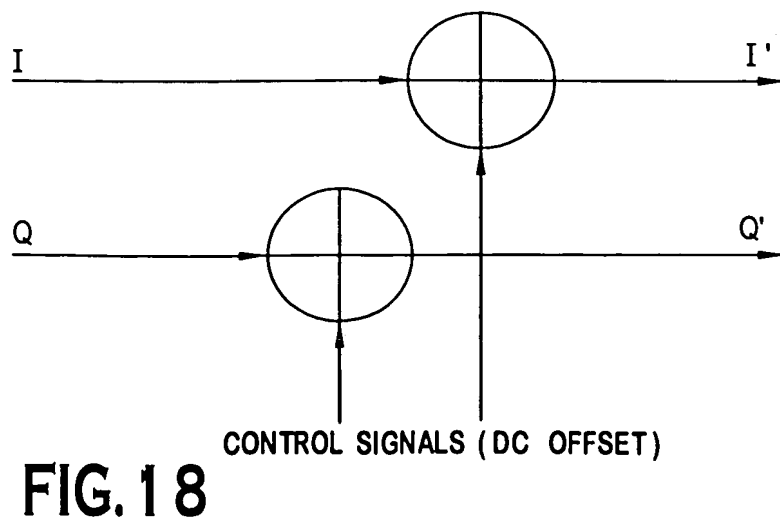 I
I'
Q
Q'
CONTROL SIGNALS (DC OFFSET)
FIG. 18